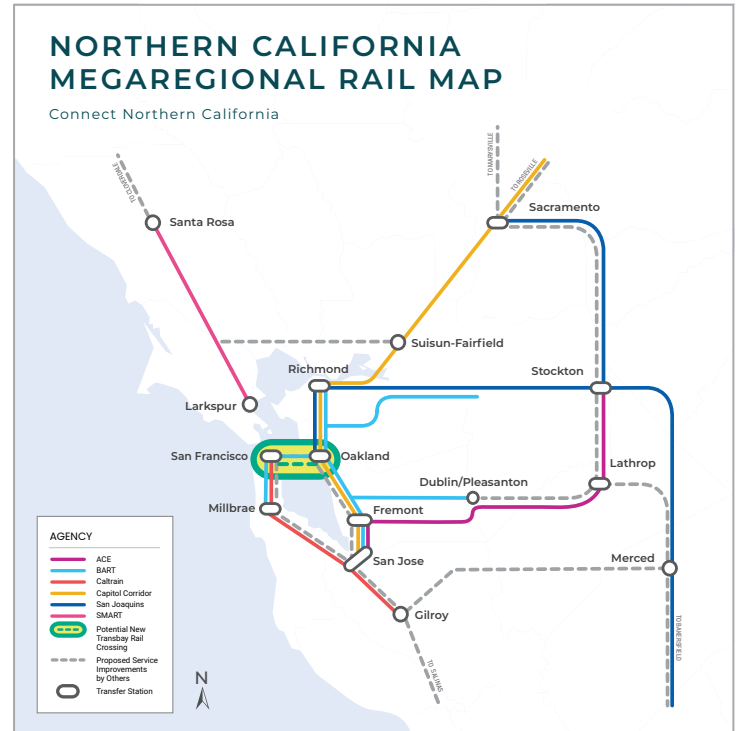 NORTHERN CALIFORNIA
MEGAREGIONAL RAIL MAP
Connect Northern California
TO CLOVERDALE
TO MARYSVILLE
TO ROSEVILLE
Santa Rosa
Sacramento
Suisun-Fairfield
Richmond
Stockton
Larkspur
San Francisco
Oakland
Lathrop
Dublin/Pleasanton
Millbrae
Fremont
San Jose
Merced
Gilroy
TO BAKERSFIELD
TO SALINAS
AGENCY
ACE
BART
Caltrain
Capitol Corridor
San Joaquins
SMART
Potential New
Transbay Rail
Crossing
Proposed Service
Improvements
by Others
Transfer Station
N